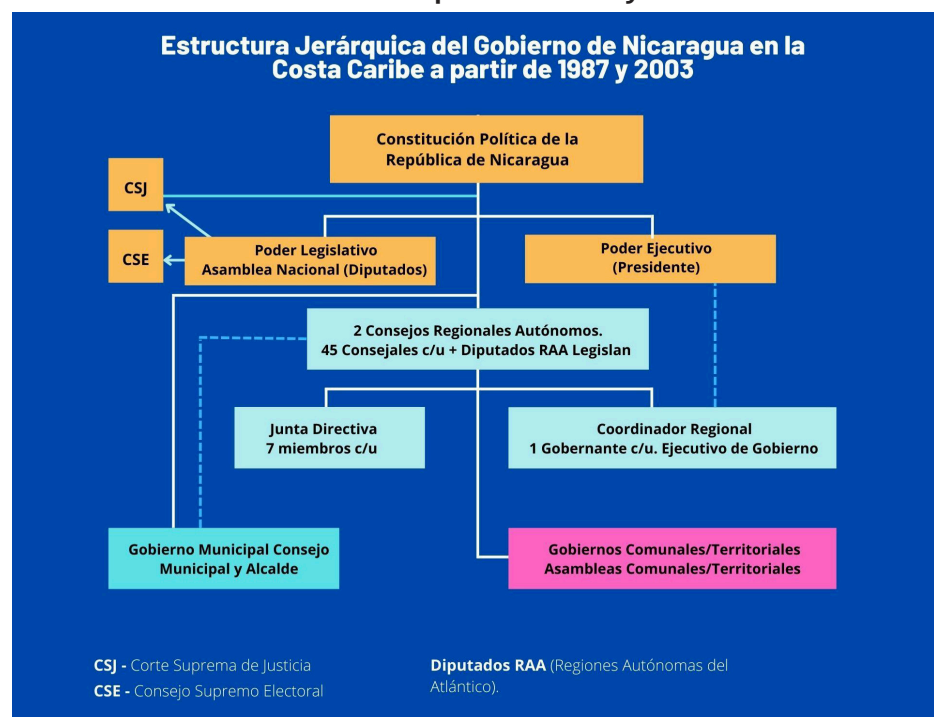 Estructura Jerárquica del Gobierno de Nicaragua en la
Costa Caribe a partir de 1987 y 2003
Constitución Política de la
República de Nicaragua
CSJ
CSE
Poder Legislativo
Asamblea Nacional (Diputados)
Poder Ejecutivo
(Presidente)
2 Consejos Regionales Autónomos.
45 Consejales c/u + Diputados RAA Legislan
Junta Directiva
7 miembros c/u
Coordinador Regional
1 Gobernante c/u. Ejecutivo de Gobierno
Gobierno Municipal Consejo
Municipal y Alcalde
Gobiernos Comunales/Territoriales
Asambleas Comunales/Territoriales
CSJ - Corte Suprema de Justicia
CSE - Consejo Supremo Electoral
Diputados RAA (Regiones Autónomas del
Atlántico).